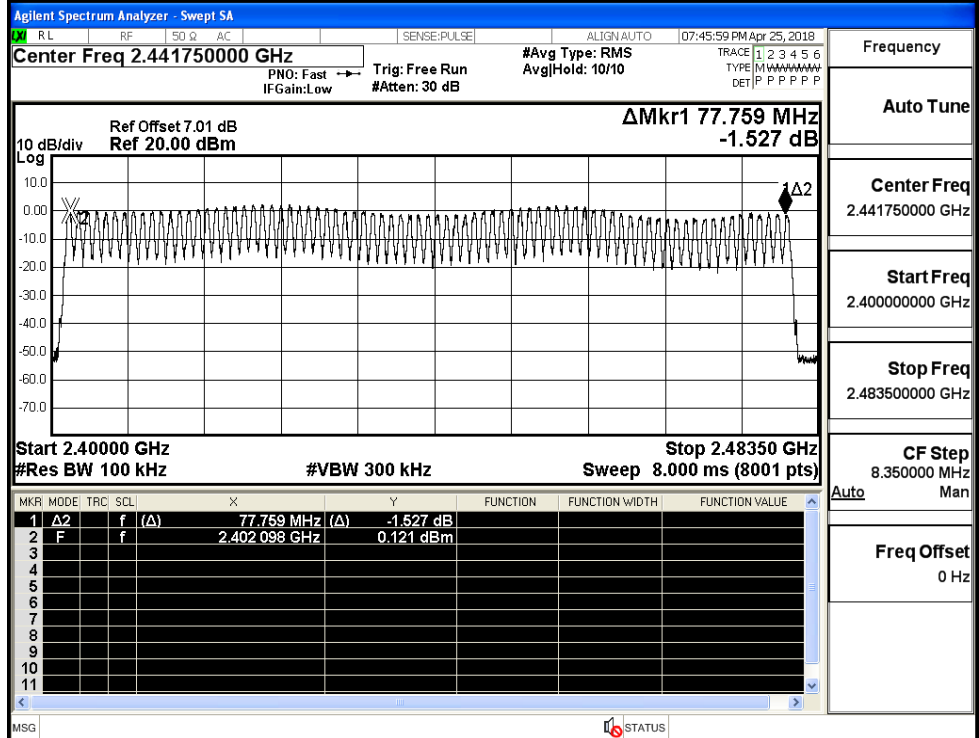 Agilent Spectrum Analyzer - Swept SA
LXI RL RF 50 Ω AC SENSE:PULSE ALIGN AUTO 07:45:59 PM Apr 25, 2018
Center Freq 2.441750000 GHz
PNO: Fast
IFGain:Low
Trig: Free Run
#Atten: 30 dB
#Avg Type: RMS
Avg|Hold: 10/10
TRACE 1 2 3 4 5 6
TYPE M WWWWW
DET P P P P P P
Frequency
Auto Tune
Center Freq
2.441750000 GHz
Start Freq
2.400000000 GHz
Stop Freq
2.483500000 GHz
CF Step
8.350000 MHz
Auto Man
Freq Offset
0 Hz
ΔMkr1 77.759 MHz
-1.527 dB
Ref Offset 7.01 dB
10 dB/div Ref 20.00 dBm
Log
10.0
0.00
-10.0
-20.0
-30.0
-40.0
-50.0
-60.0
-70.0
1Δ2
2
Start 2.40000 GHz Stop 2.48350 GHz
#Res BW 100 kHz #VBW 300 kHz Sweep 8.000 ms (8001 pts)
MKR MODE TRC SCL X Y FUNCTION FUNCTION WIDTH FUNCTION VALUE
1 Δ2 f (Δ) 77.759 MHz (Δ) -1.527 dB
2 F f 2.402 098 GHz 0.121 dBm
3
4
5
6
7
8
9
10
11
MSG STATUS